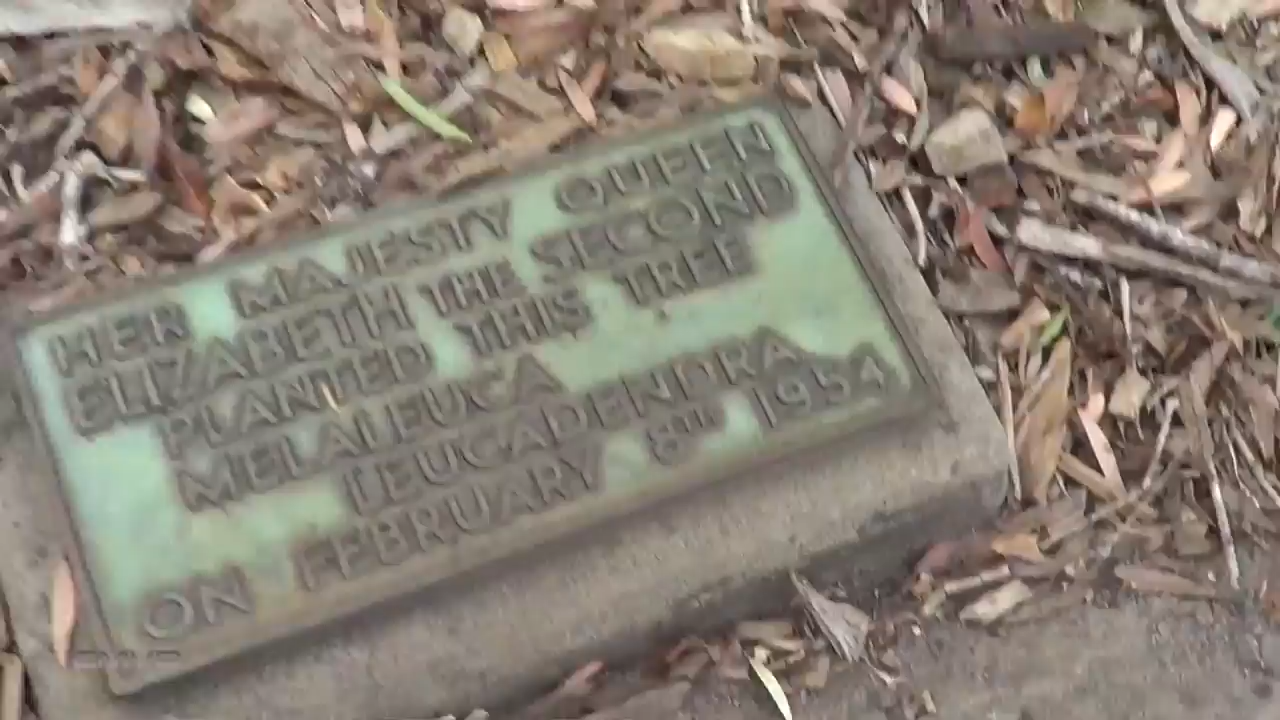 HER MAJESTY QUEEN
ELIZABETH THE SECOND
PLANTED THIS TREE
MELALEUCA
LEUCADENDRA
ON FEBRUARY 8TH 1954